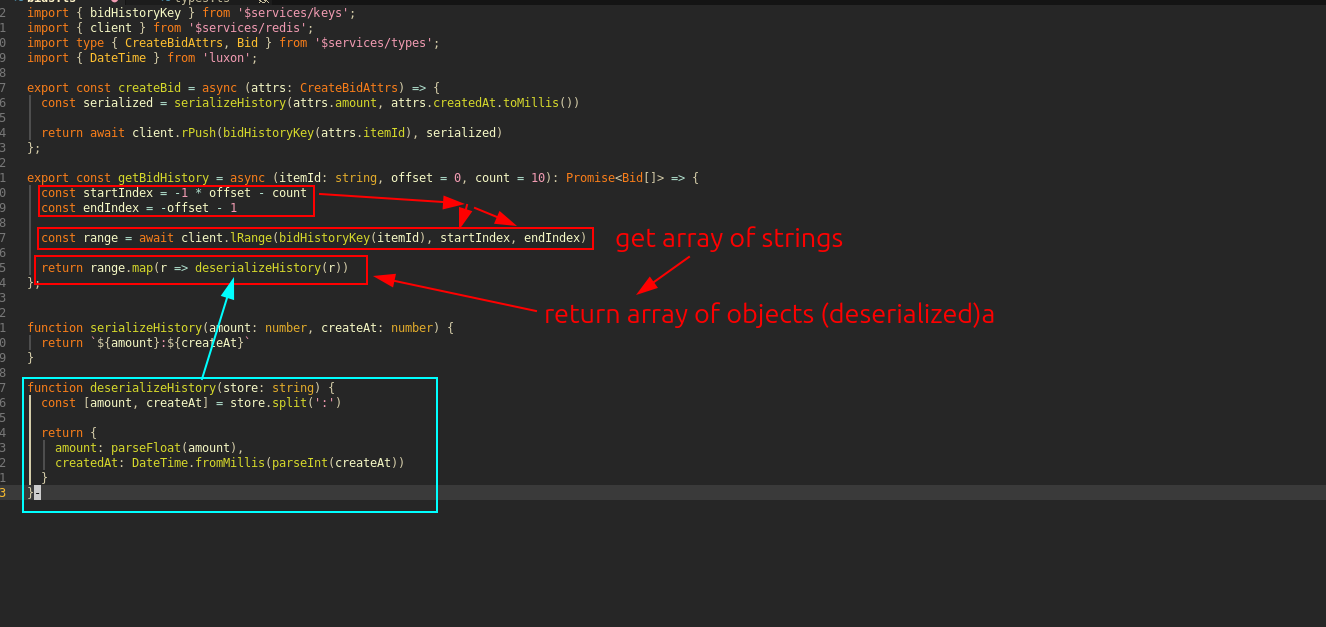 bids.ts types.ts
2 import { bidHistoryKey } from '$services/keys';
1 import { client } from '$services/redis';
0 import type { CreateBidAttrs, Bid } from '$services/types';
9 import { DateTime } from 'luxon';
8
7 export const createBid = async (attrs: CreateBidAttrs) => {
6 const serialized = serializeHistory(attrs.amount, attrs.createdAt.toMillis())
5
4 return await client.rPush(bidHistoryKey(attrs.itemId), serialized)
3 };
2
1 export const getBidHistory = async (itemId: string, offset = 0, count = 10): Promise<Bid[]> => {
0 const startIndex = -1 * offset - count
9 const endIndex = -offset - 1
8
7 const range = await client.lRange(bidHistoryKey(itemId), startIndex, endIndex) get array of strings
6
5 return range.map(r => deserializeHistory(r))
4 };
3
return array of objects (deserialized)a
2
1 function serializeHistory(amount: number, createAt: number) {
0 return `${amount}:${createAt}`
9 }
8
7 function deserializeHistory(store: string) {
6 const [amount, createAt] = store.split(':')
5
4 return {
3 amount: parseFloat(amount),
2 createdAt: DateTime.fromMillis(parseInt(createAt))
1 }
3 }-